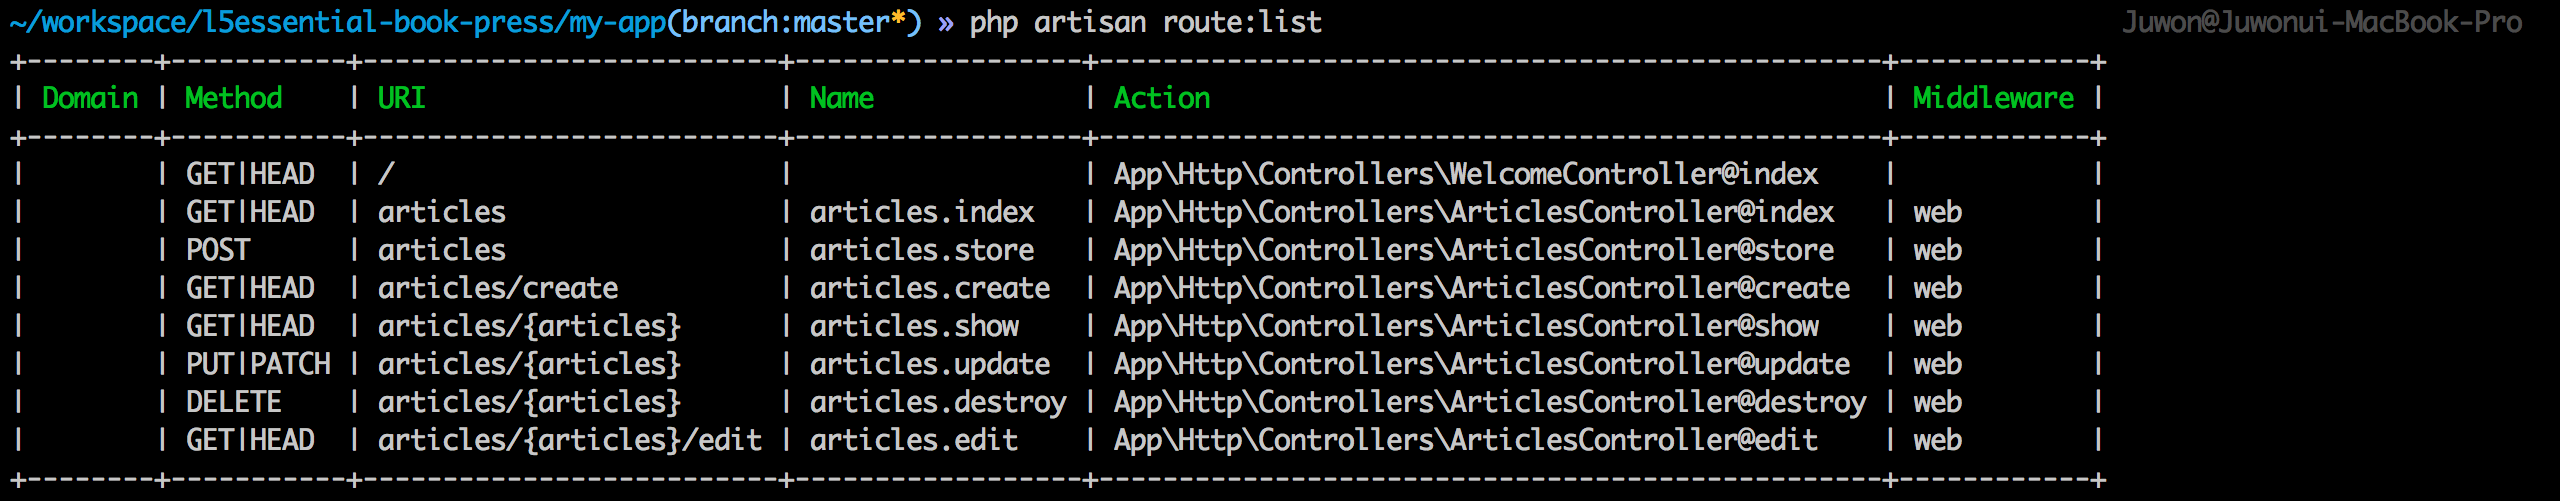 ~/workspace/l5essential-book-press/my-app(branch:master*) » php artisan route:list Juwon@Juwonui-MacBook-Pro
+--------+-----------+--------------------------+------------------+------------------------------------------------+------------+
| Domain | Method    | URI                      | Name             | Action                                         | Middleware |
+--------+-----------+--------------------------+------------------+------------------------------------------------+------------+
|        | GET|HEAD  | /                        |                  | App\Http\Controllers\WelcomeController@index   |            |
|        | GET|HEAD  | articles                 | articles.index   | App\Http\Controllers\ArticlesController@index   | web        |
|        | POST      | articles                 | articles.store   | App\Http\Controllers\ArticlesController@store   | web        |
|        | GET|HEAD  | articles/create          | articles.create  | App\Http\Controllers\ArticlesController@create  | web        |
|        | GET|HEAD  | articles/{articles}      | articles.show    | App\Http\Controllers\ArticlesController@show    | web        |
|        | PUT|PATCH | articles/{articles}      | articles.update  | App\Http\Controllers\ArticlesController@update  | web        |
|        | DELETE    | articles/{articles}      | articles.destroy | App\Http\Controllers\ArticlesController@destroy | web        |
|        | GET|HEAD  | articles/{articles}/edit | articles.edit    | App\Http\Controllers\ArticlesController@edit    | web        |
+--------+-----------+--------------------------+------------------+------------------------------------------------+------------+